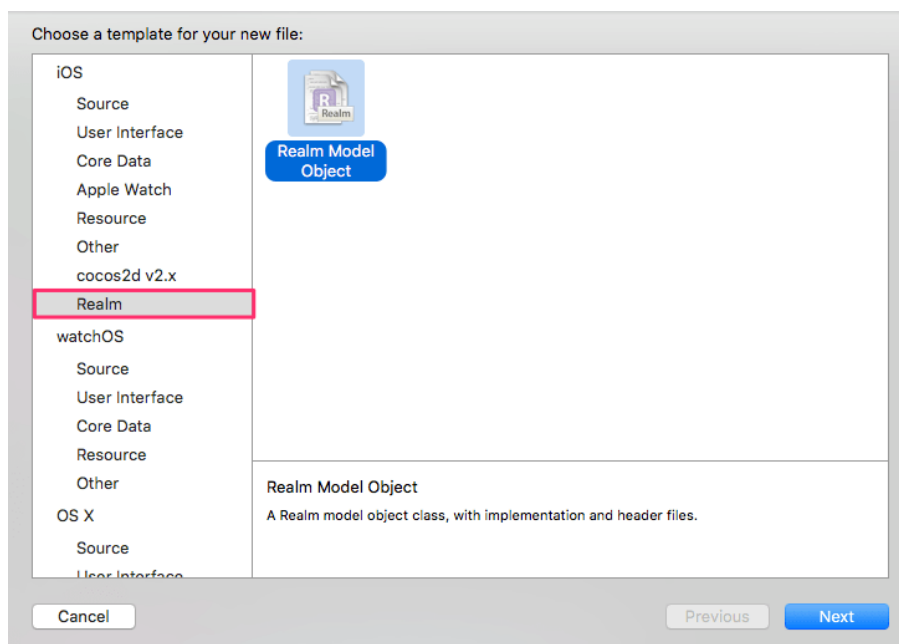 Choose a template for your new file:
iOS
Source
User Interface
Core Data
Apple Watch
Resource
Other
cocos2d v2.x
Realm
watchOS
Source
User Interface
Core Data
Resource
Other
OS X
Source
User Interface
R
Realm
Realm Model
Object
Realm Model Object
A Realm model object class, with implementation and header files.
Cancel
Previous
Next